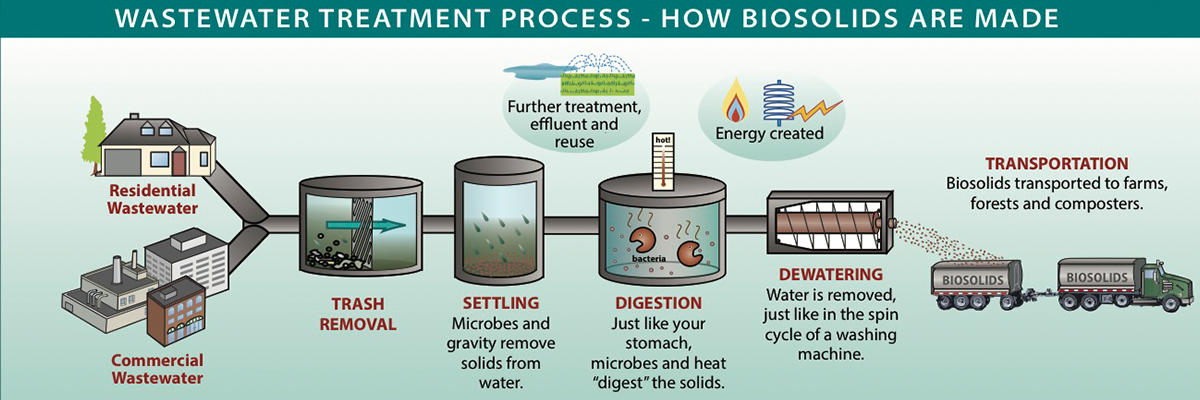 WASTEWATER TREATMENT PROCESS - HOW BIOSOLIDS ARE MADE
Residential
Wastewater
Commercial
Wastewater
TRASH
REMOVAL
SETTLING
Microbes and
gravity remove
solids from
water.
Further treatment,
effluent and
reuse
hot!
bacteria
DIGESTION
Just like your
stomach,
microbes and heat
“digest” the solids.
Energy created
DEWATERING
Water is removed,
just like in the spin
cycle of a washing
machine.
TRANSPORTATION
Biosolids transported to farms,
forests and composters.
BIOSOLIDS
BIOSOLIDS